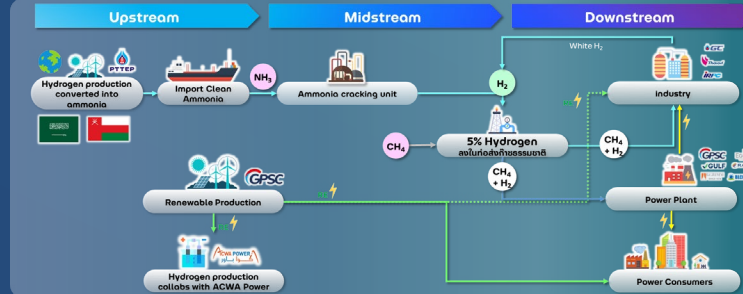 Upstream
Midstream
Downstream
PTTEP
Hydrogen production
converted into
ammonia
Import Clean
Ammonia
NH₃
Ammonia cracking unit
White H₂
H₂
GC
IRPC
Industry
CH₄
5% Hydrogen
ลงในท่อส่งก๊าซธรรมชาติ
CH₄
+ H₂
CH₄
+ H₂
GPSC
GULF
Power Plant
GPSC
Renewable Production
ACWA POWER
Hydrogen production
collabs with ACWA Power
Power Consumers